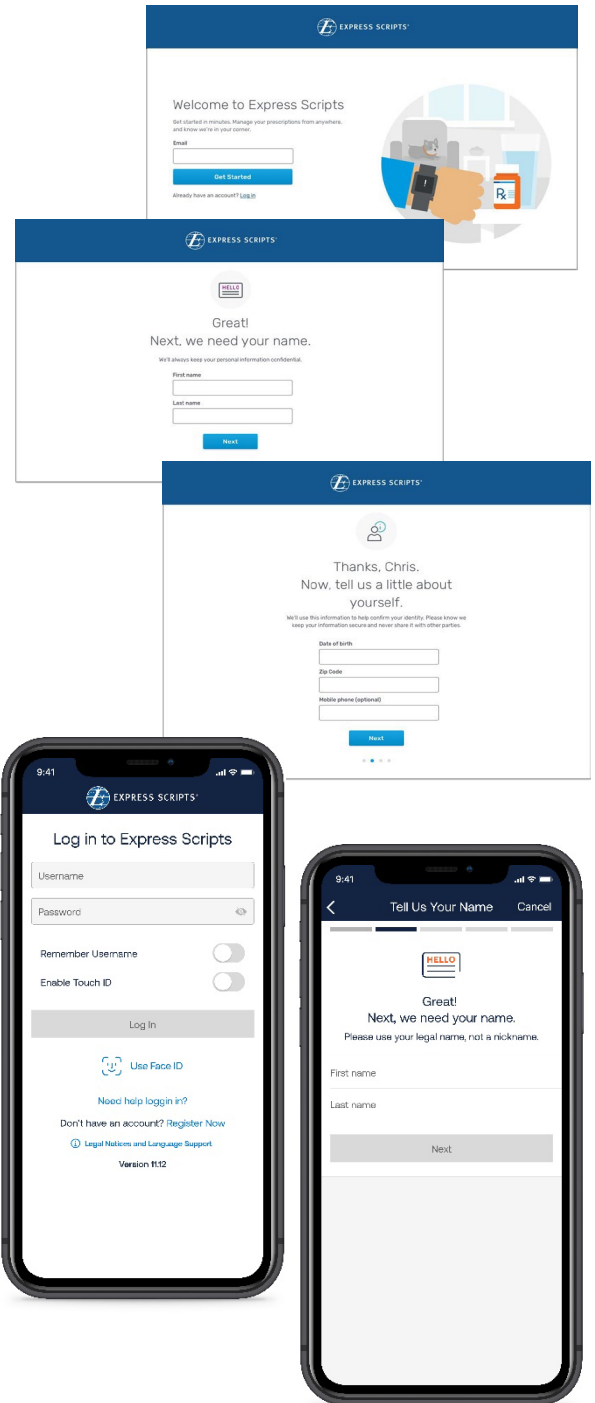 EXPRESS SCRIPTS®
Welcome to Express Scripts
Get started in minutes. Manage your prescriptions from anywhere,
and know we're in your corner.
Email
Get Started
Already have an account? Log in
!
Rx
EXPRESS SCRIPTS®
HELLO
Great!
Next, we need your name.
We'll always keep your personal information confidential.
First name
Last name
Next
EXPRESS SCRIPTS®
Thanks, Chris.
Now, tell us a little about
yourself.
We'll use this information to help confirm your identity. Please know we
keep your information secure and never share it with other parties.
Date of birth
Zip Code
Mobile phone (optional)
Next
9:41
EXPRESS SCRIPTS®
Log in to Express Scripts
Username
Password
Remember Username
Enable Touch ID
Log In
Use Face ID
Need help loggin in?
Don't have an account? Register Now
Legal Notices and Language Support
Version 11.12
9:41
Tell Us Your Name Cancel
HELLO
Great!
Next, we need your name.
Please use your legal name, not a nickname.
First name
Last name
Next